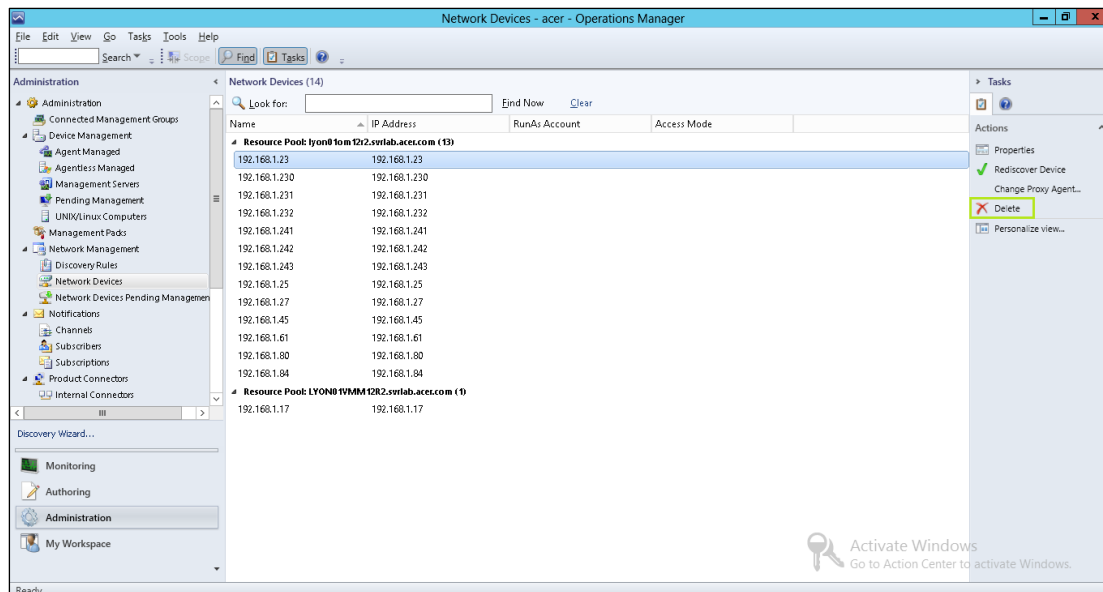 Network Devices - acer - Operations Manager
File Edit View Go Tasks Tools Help
Search Scope Find Tasks
Administration
Administration
Connected Management Groups
Device Management
Agent Managed
Agentless Managed
Management Servers
Pending Management
UNIX/Linux Computers
Management Packs
Network Management
Discovery Rules
Network Devices
Network Devices Pending Managemen
Notifications
Channels
Subscribers
Subscriptions
Product Connectors
Internal Connectors
Discovery Wizard...
Monitoring
Authoring
Administration
My Workspace
Network Devices (14)
Look for: Find Now Clear
Name IP Address RunAs Account Access Mode
Resource Pool: lyon01om12r2.svrlab.acer.com (13)
192.168.1.23 192.168.1.23
192.168.1.230 192.168.1.230
192.168.1.231 192.168.1.231
192.168.1.232 192.168.1.232
192.168.1.241 192.168.1.241
192.168.1.242 192.168.1.242
192.168.1.243 192.168.1.243
192.168.1.25 192.168.1.25
192.168.1.27 192.168.1.27
192.168.1.45 192.168.1.45
192.168.1.61 192.168.1.61
192.168.1.80 192.168.1.80
192.168.1.84 192.168.1.84
Resource Pool: LYON01VMM12R2.svrlab.acer.com (1)
192.168.1.17 192.168.1.17
Tasks
Actions
Properties
Rediscover Device
Change Proxy Agent...
Delete
Personalize view...
Activate Windows
Go to Action Center to activate Windows.
Ready